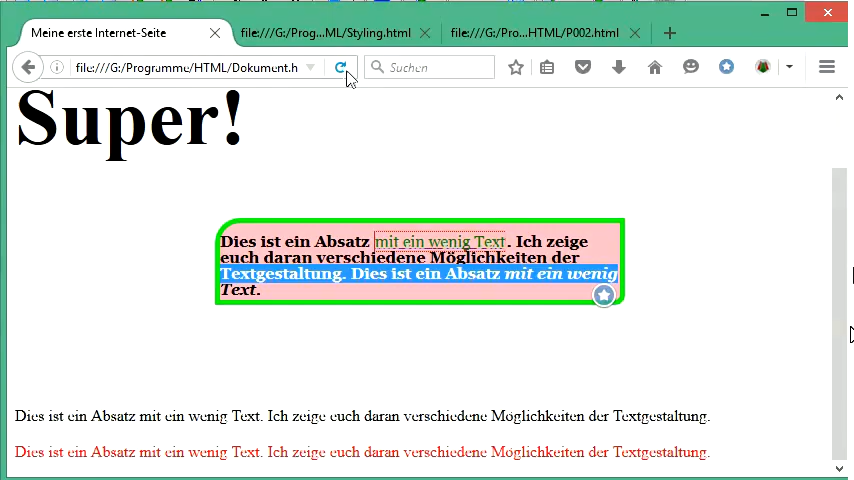 Meine erste Internet-Seite
file:///G:/Prog...ML/Styling.html
file:///G:/Pro...HTML/P002.html
file:///G:/Programme/HTML/Dokument.h
Suchen
Super!
Dies ist ein Absatz mit ein wenig Text. Ich zeige
euch daran verschiedene Möglichkeiten der
Textgestaltung. Dies ist ein Absatz mit ein wenig
Text.
Dies ist ein Absatz mit ein wenig Text. Ich zeige euch daran verschiedene Möglichkeiten der Textgestaltung.
Dies ist ein Absatz mit ein wenig Text. Ich zeige euch daran verschiedene Möglichkeiten der Textgestaltung.